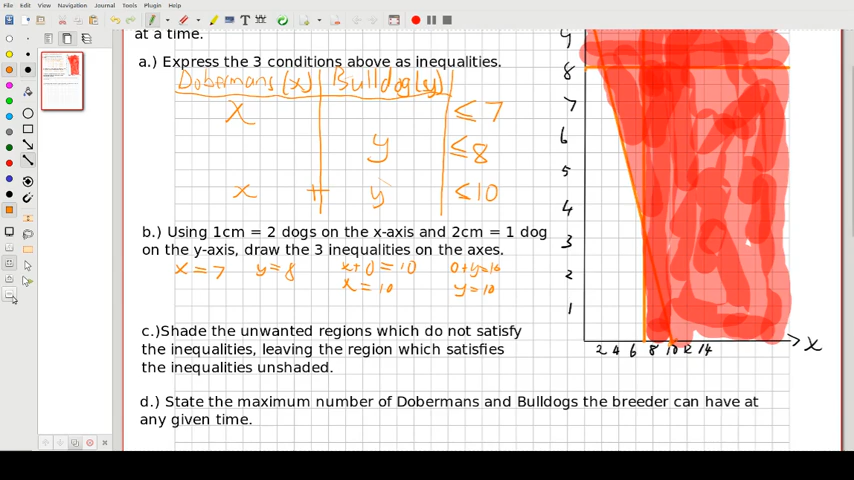 File Edit View Journal Tools Options Help
at a time.
a.) Express the 3 conditions above as inequalities.
Dobermans (x) Bulldog (y)
x ≤ 7
y ≤ 8
x + y ≤ 10
b.) Using 1cm = 2 dogs on the x-axis and 2cm = 1 dog
on the y-axis, draw the 3 inequalities on the axes.
x = 7 y = 8 x+0 = 10 0+y=10
x = 10 y = 10
c.)Shade the unwanted regions which do not satisfy
the inequalities, leaving the region which satisfies
the inequalities unshaded.
d.) State the maximum number of Dobermans and Bulldogs the breeder can have at
any given time.
9
8
7
6
5
4
3
2
1
2 4 6 8 10 12 14 x